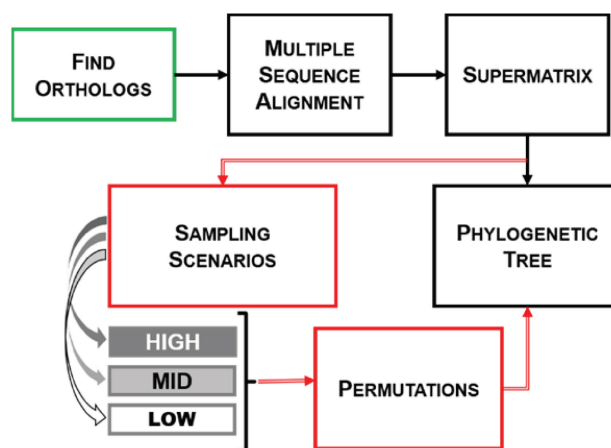 FIND
ORTHOLOGS
MULTIPLE
SEQUENCE
ALIGNMENT
SUPERMATRIX
SAMPLING
SCENARIOS
PHYLOGENETIC
TREE
HIGH
MID
LOW
PERMUTATIONS